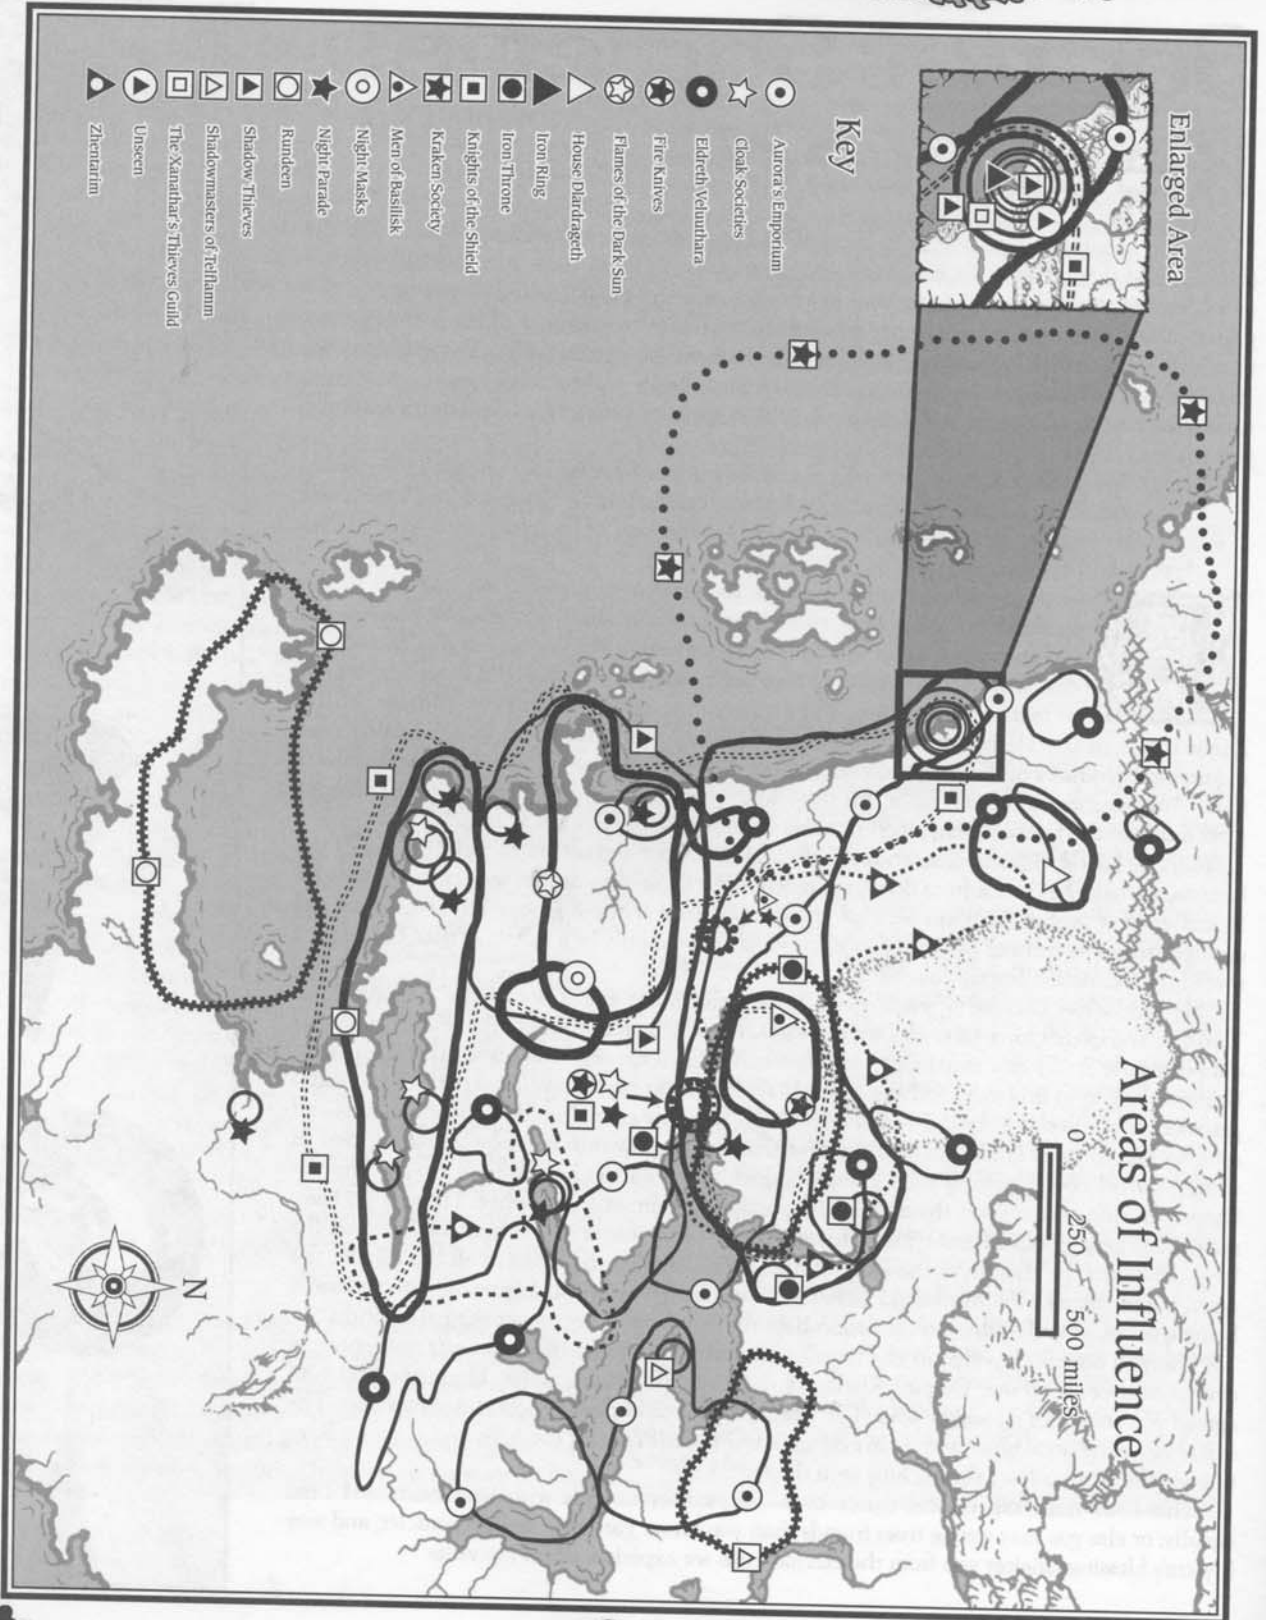 Areas of Influence
0 250 500 miles
N
Enlarged Area
Key
Aurora's Emporium
Cloak Societies
Eldreth Veluuthara
Fire Knives
Flames of the Dark Sun
House Dlardrageth
Iron Ring
Iron Throne
Knights of the Shield
Kraken Society
Men of Basilisk
Night Masks
Night Parade
Rundeen
Shadow Thieves
Shadowmasters of Telflamm
The Xanathar's Thieves Guild
Unseen
Zhentarim